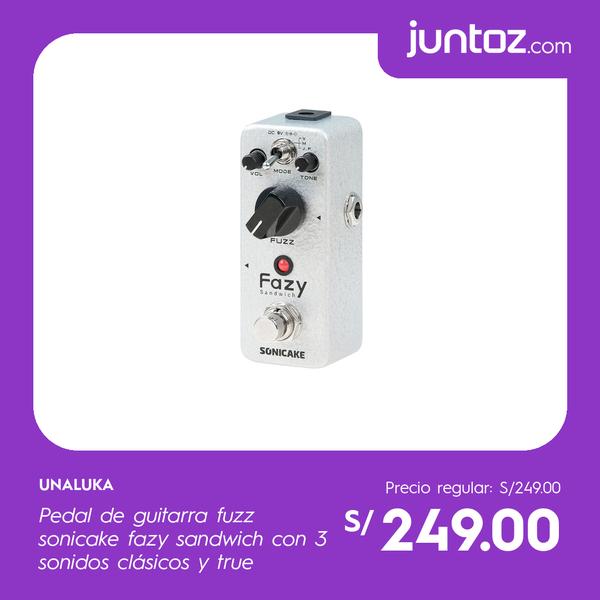 juntoz.com
DC 9V
V
M
J.P.
VOL
MODE
TONE
FUZZ
Fazy
Sandwich
SONICAKE
UNALUKA
Pedal de guitarra fuzz
sonicake fazy sandwich con 3
sonidos clásicos y true
Precio regular: S/249.00
S/ 249.00